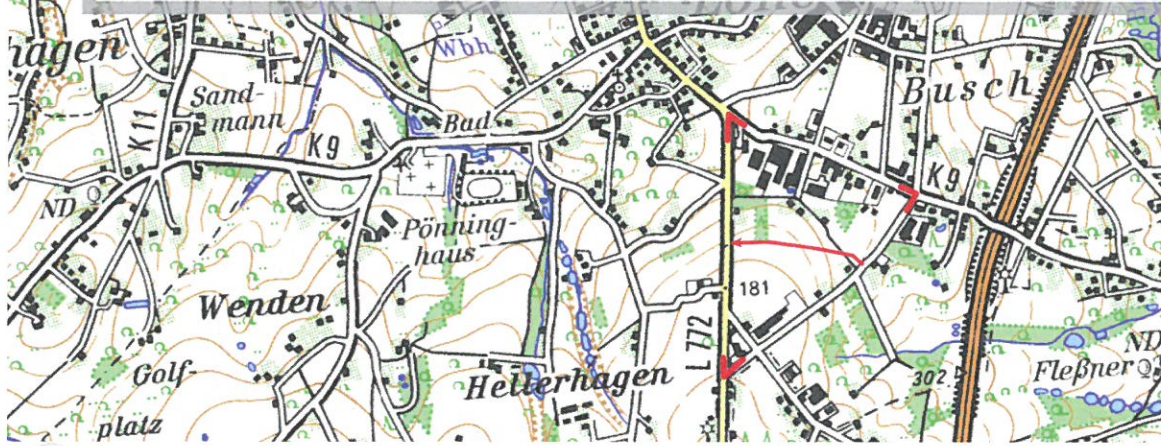 hagen
Wbh.
Busch
Sand-
mann
K 11
Bad
K9
K9
ND
Pönning-
haus
Wenden
181
L 772
Golf-
platz
Hellerhagen
302
ND
Fleßner